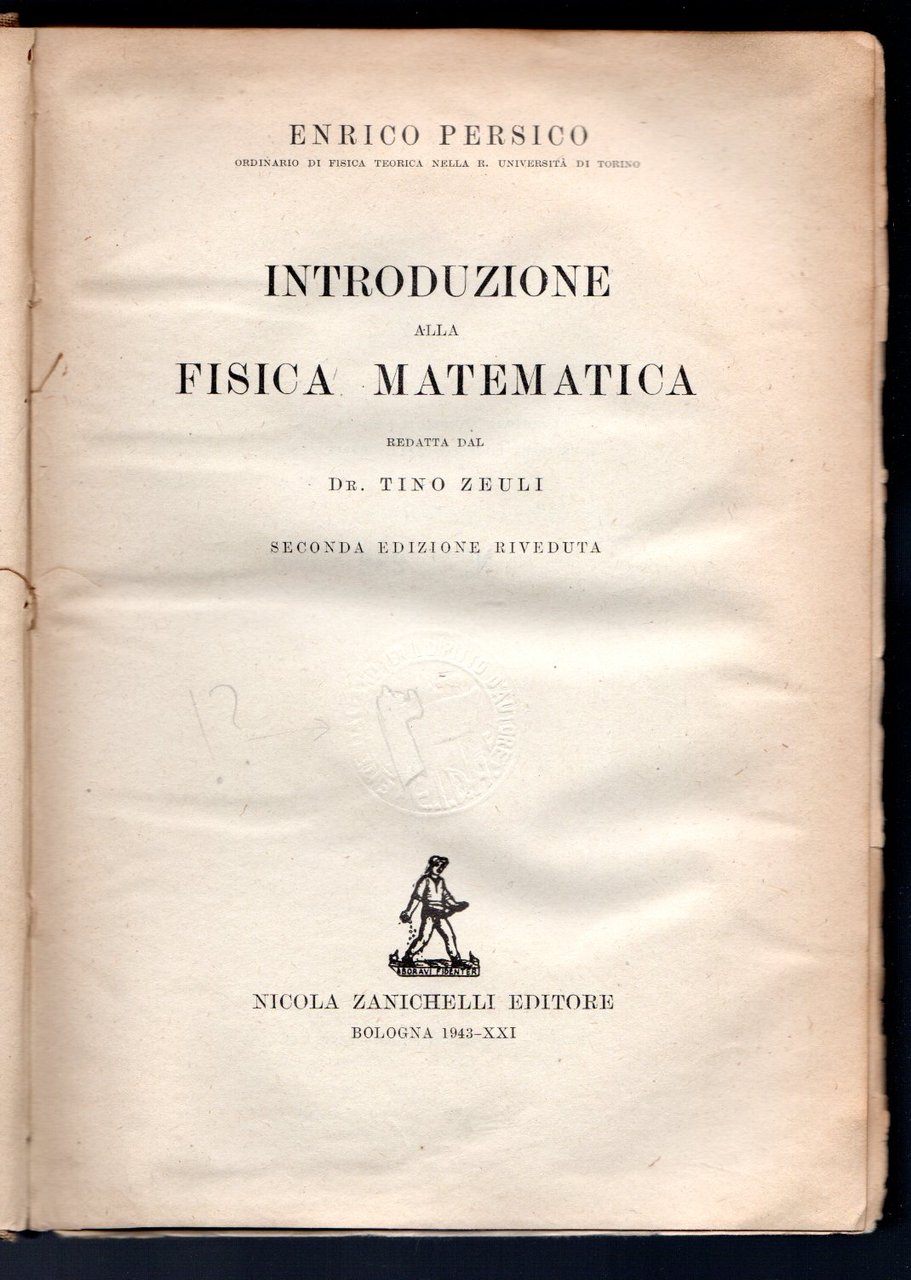 ENRICO PERSICO
ORDINARIO DI FISICA TEORICA NELLA R. UNIVERSITÀ DI TORINO
INTRODUZIONE
ALLA
FISICA MATEMATICA
REDATTA DAL
DR. TINO ZEULI
SECONDA EDIZIONE RIVEDUTA
LABORAVI FIDENTER
NICOLA ZANICHELLI EDITORE
BOLOGNA 1943-XXI